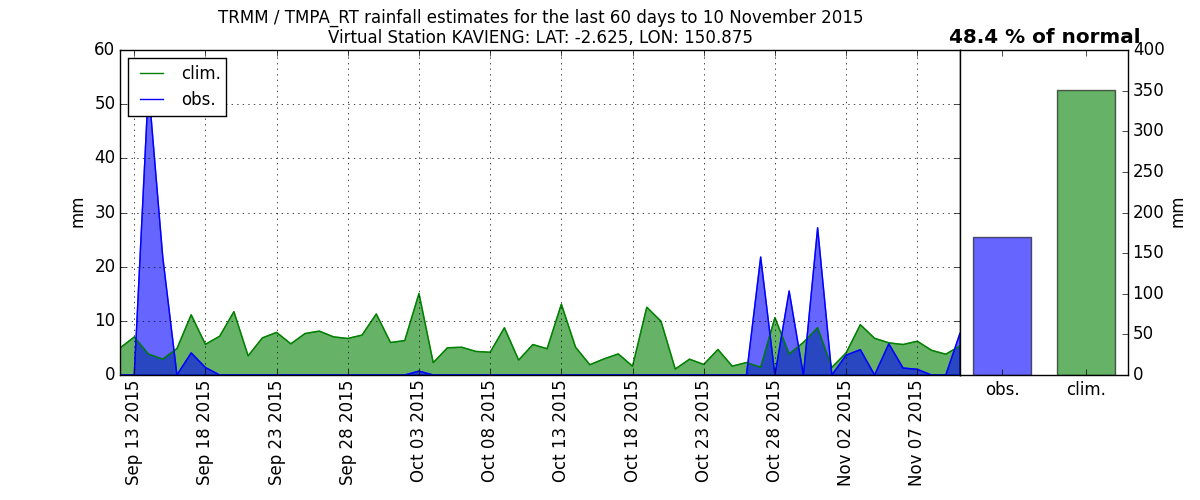 TRMM / TMPA_RT rainfall estimates for the last 60 days to 10 November 2015
Virtual Station KAVIENG: LAT: -2.625, LON: 150.875
48.4 % of normal
60
50
40
30
20
10
0
mm
clim.
obs.
Sep 13 2015
Sep 18 2015
Sep 23 2015
Sep 28 2015
Oct 03 2015
Oct 08 2015
Oct 13 2015
Oct 18 2015
Oct 23 2015
Oct 28 2015
Nov 02 2015
Nov 07 2015
obs.
clim.
400
350
300
250
200
150
100
50
0
mm